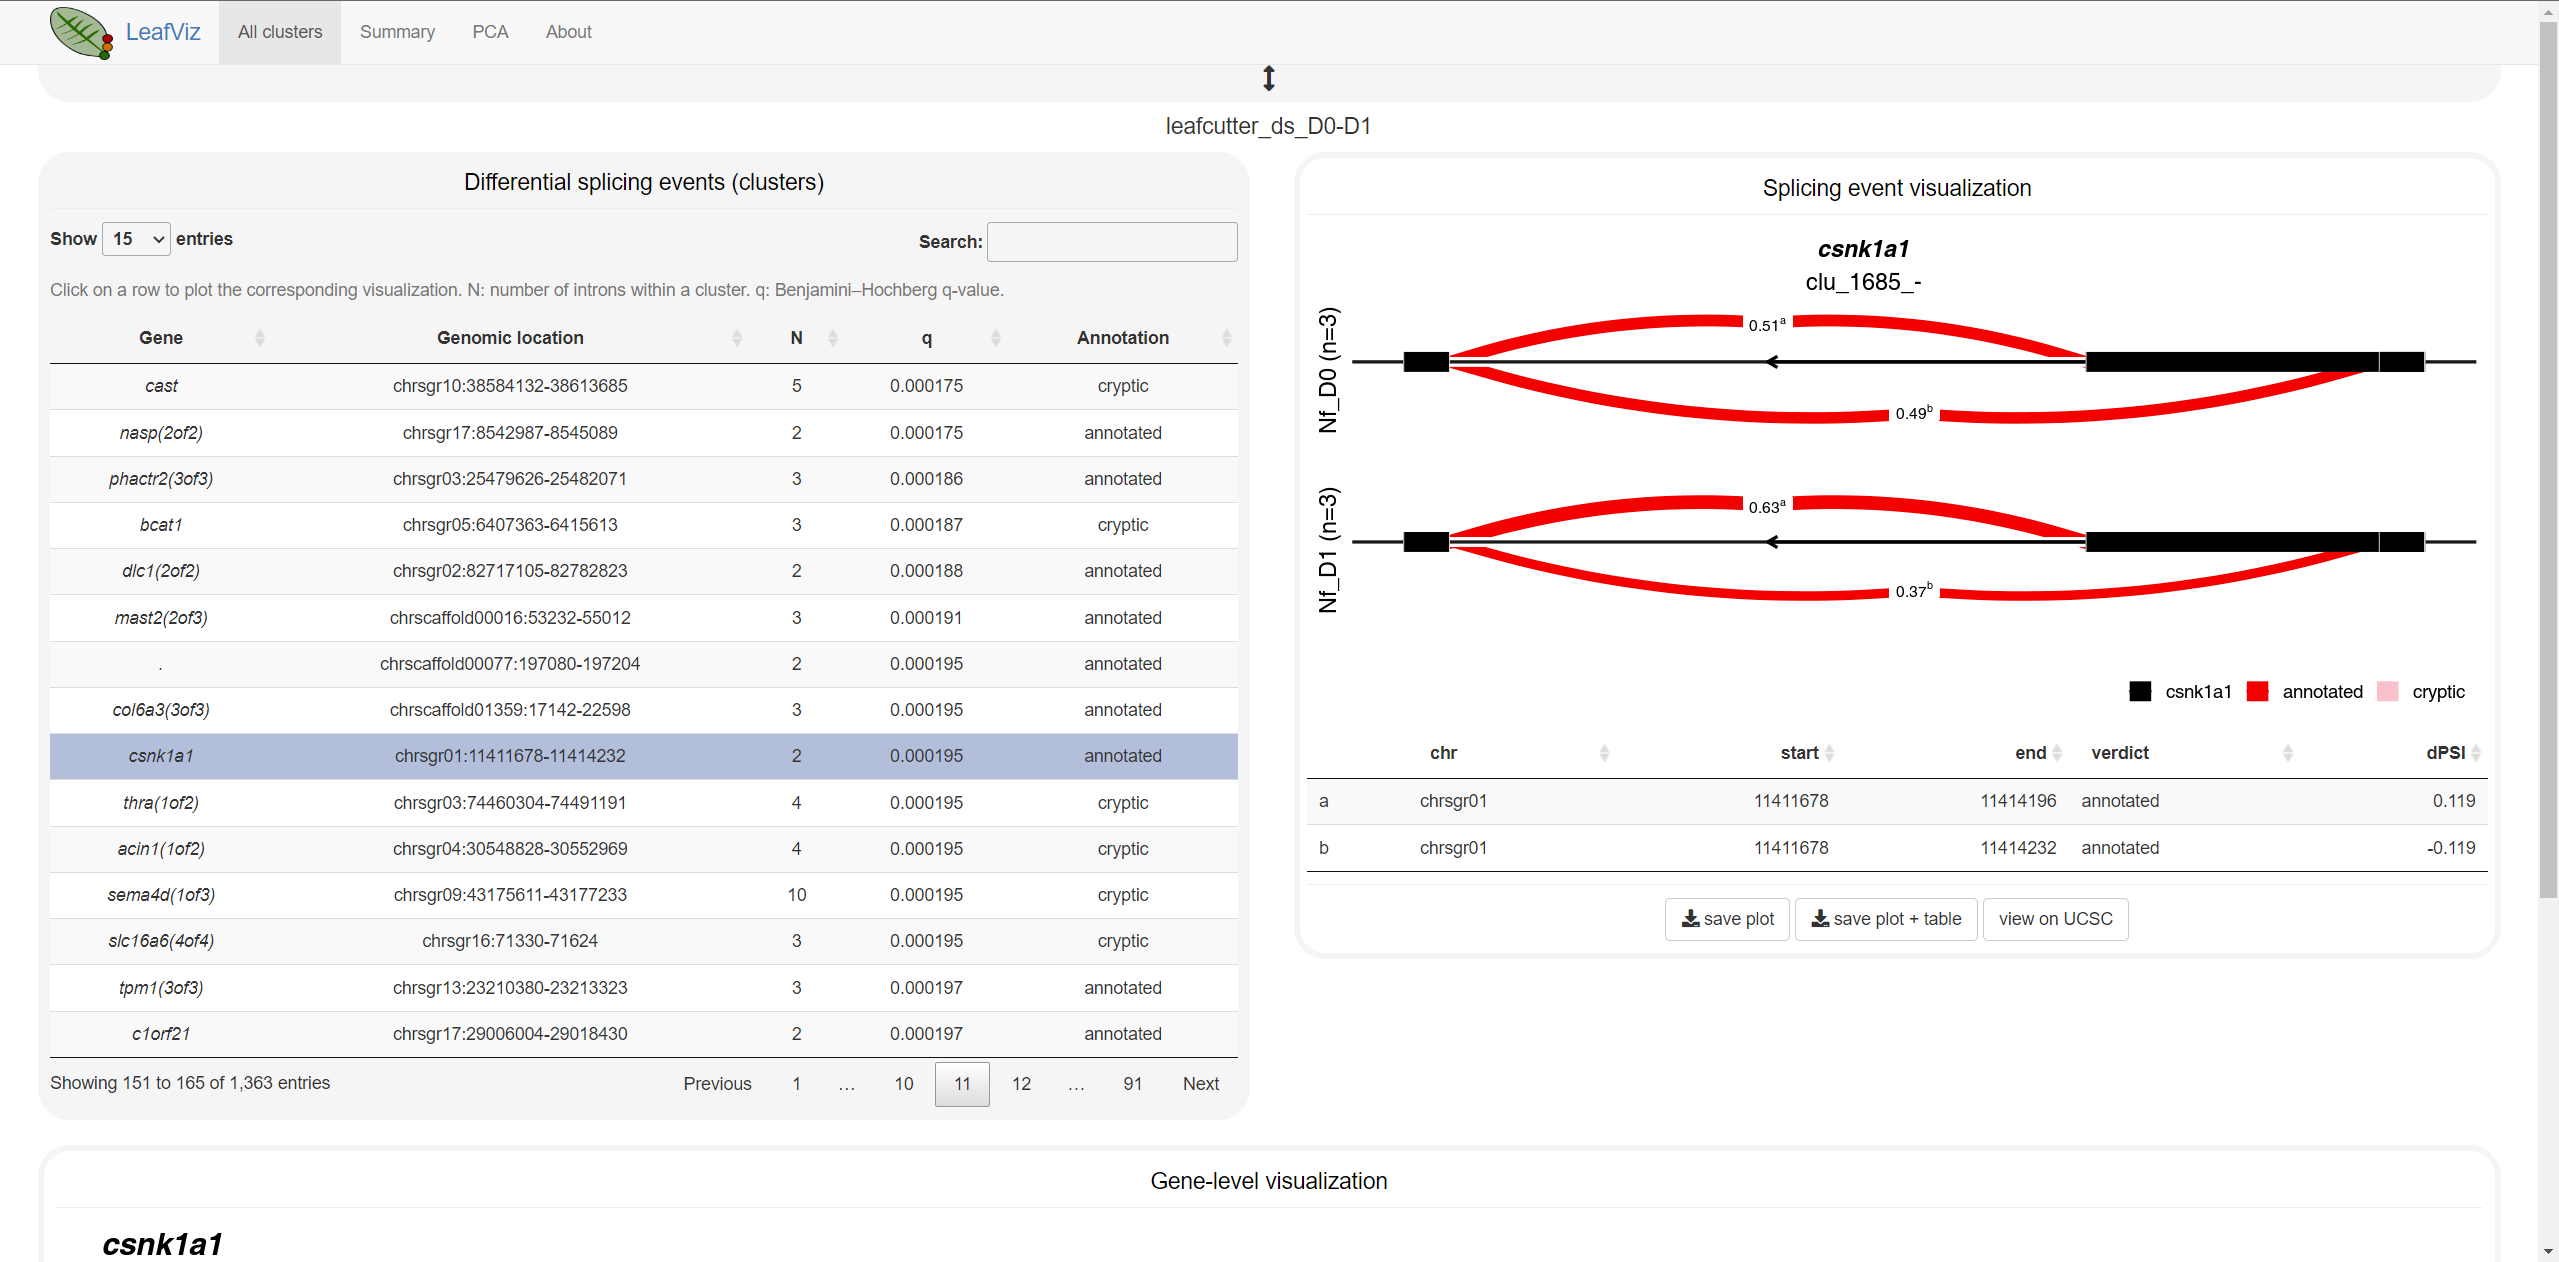 LeafViz All clusters Summary PCA About
leafcutter_ds_D0-D1
Differential splicing events (clusters)
Show 15 entries Search:
Click on a row to plot the corresponding visualization. N: number of introns within a cluster. q: Benjamini–Hochberg q-value.
Gene Genomic location N q Annotation
cast chrsgr10:38584132-38613685 5 0.000175 cryptic
nasp(2of2) chrsgr17:8542987-8545089 2 0.000175 annotated
phactr2(3of3) chrsgr03:25479626-25482071 3 0.000186 annotated
bcat1 chrsgr05:6407363-6415613 3 0.000187 cryptic
dlc1(2of2) chrsgr02:82717105-82782823 2 0.000188 annotated
mast2(2of3) chrscaffold00016:53232-55012 3 0.000191 annotated
. chrscaffold00077:197080-197204 2 0.000195 annotated
col6a3(3of3) chrscaffold01359:17142-22598 3 0.000195 annotated
csnk1a1 chrsgr01:11411678-11414232 2 0.000195 annotated
thra(1of2) chrsgr03:74460304-74491191 4 0.000195 cryptic
acin1(1of2) chrsgr04:30548828-30552969 4 0.000195 cryptic
sema4d(1of3) chrsgr09:43175611-43177233 10 0.000195 cryptic
slc16a6(4of4) chrsgr16:71330-71624 3 0.000195 cryptic
tpm1(3of3) chrsgr13:23210380-23213323 3 0.000197 annotated
c1orf21 chrsgr17:29006004-29018430 2 0.000197 annotated
Showing 151 to 165 of 1,363 entries Previous 1 … 10 11 12 … 91 Next
Splicing event visualization
csnk1a1
clu_1685_-
Nf_D0 (n=3)
0.51a
0.49b
Nf_D1 (n=3)
0.63a
0.37b
csnk1a1 annotated cryptic
chr start end verdict dPSI
a chrsgr01 11411678 11414196 annotated 0.119
b chrsgr01 11411678 11414232 annotated -0.119
save plot save plot + table view on UCSC
Gene-level visualization
csnk1a1